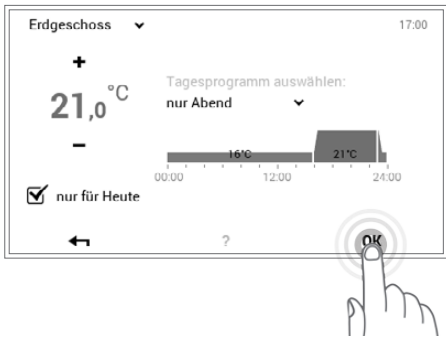 Erdgeschoss
17:00
+
21,0 °C
–
Tagesprogramm auswählen:
nur Abend
16°C 21°C
00:00 12:00 24:00
nur für Heute
? OK